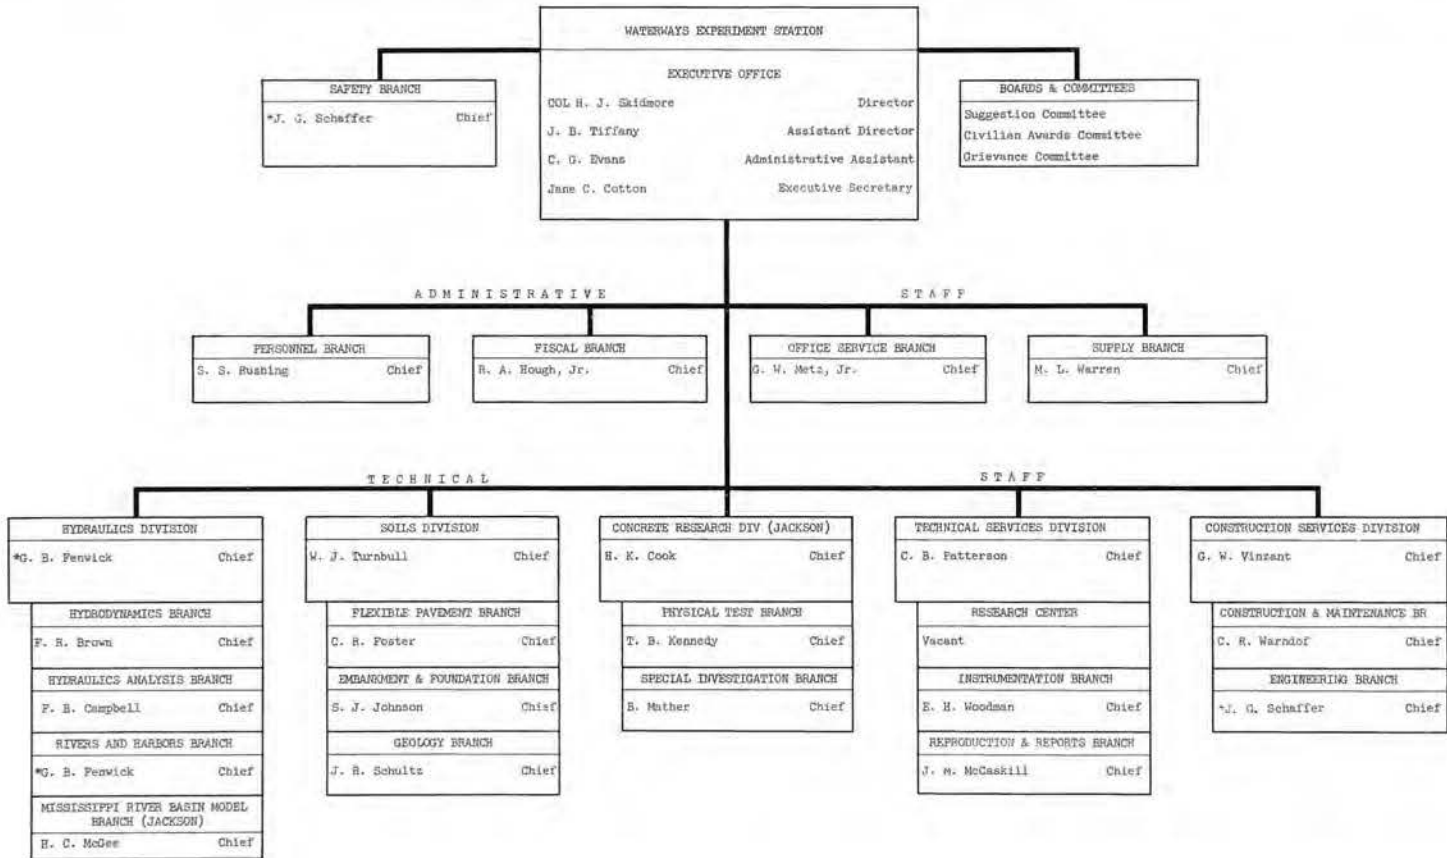 WATERWAYS EXPERIMENT STATION
EXECUTIVE OFFICE
COL H. J. Skidmore Director
J. B. Tiffany Assistant Director
C. G. Evans Administrative Assistant
Jane C. Cotton Executive Secretary
SAFETY BRANCH
*J. G. Schaffer Chief
BOARDS & COMMITTEES
Suggestion Committee
Civilian Awards Committee
Grievance Committee
ADMINISTRATIVE STAFF
PERSONNEL BRANCH
S. S. Rushing Chief
FISCAL BRANCH
R. A. Hough, Jr. Chief
OFFICE SERVICE BRANCH
G. W. Metz, Jr. Chief
SUPPLY BRANCH
M. L. Warren Chief
TECHNICAL STAFF
HYDRAULICS DIVISION
*G. B. Fenwick Chief
HYDRODYNAMICS BRANCH
F. R. Brown Chief
HYDRAULICS ANALYSIS BRANCH
F. B. Campbell Chief
RIVERS AND HARBORS BRANCH
*G. B. Fenwick Chief
MISSISSIPPI RIVER BASIN MODEL
BRANCH (JACKSON)
H. C. McGee Chief
SOILS DIVISION
W. J. Turnbull Chief
FLEXIBLE PAVEMENT BRANCH
C. R. Foster Chief
EMBANKMENT & FOUNDATION BRANCH
S. J. Johnson Chief
GEOLOGY BRANCH
J. R. Schultz Chief
CONCRETE RESEARCH DIV (JACKSON)
H. K. Cook Chief
PHYSICAL TEST BRANCH
T. B. Kennedy Chief
SPECIAL INVESTIGATION BRANCH
B. Mather Chief
TECHNICAL SERVICES DIVISION
C. B. Patterson Chief
RESEARCH CENTER
Vacant
INSTRUMENTATION BRANCH
E. H. Woodman Chief
REPRODUCTION & REPORTS BRANCH
J. M. McCaskill Chief
CONSTRUCTION SERVICES DIVISION
G. W. Vinzant Chief
CONSTRUCTION & MAINTENANCE BR
C. R. Warndof Chief
ENGINEERING BRANCH
*J. G. Schaffer Chief